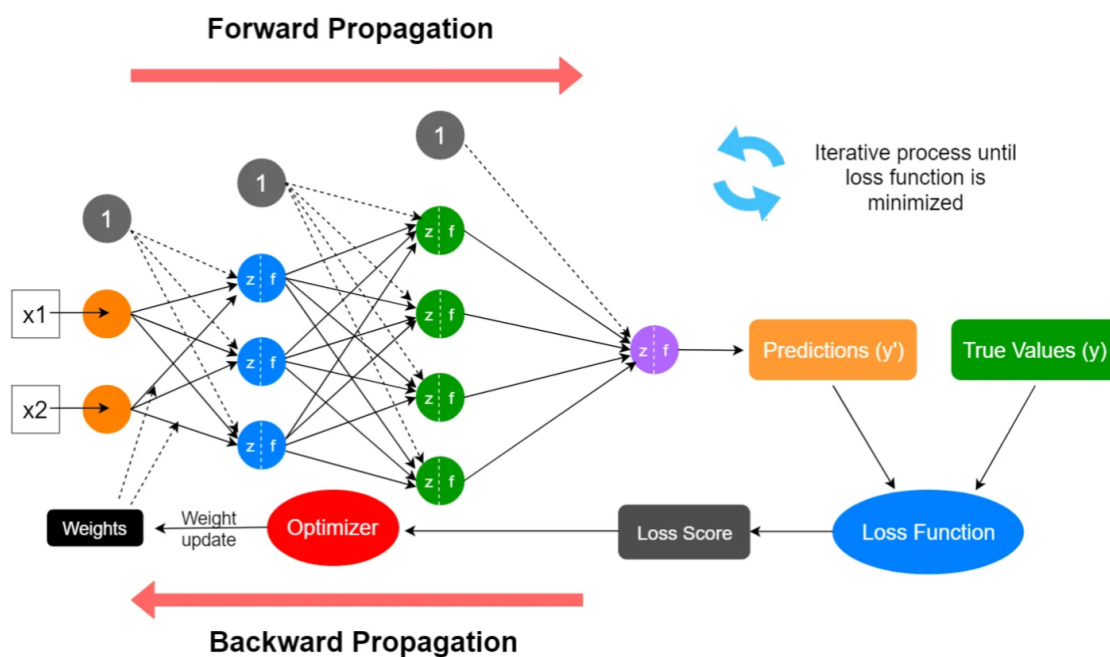 Forward Propagation
1
1
1
Iterative process until
loss function is
minimized
z f
z f
x1
z f
z f
z f
z f
Predictions (y')
True Values (y)
x2
z f
z f
Weights
Weight
update
Optimizer
Loss Score
Loss Function
Backward Propagation